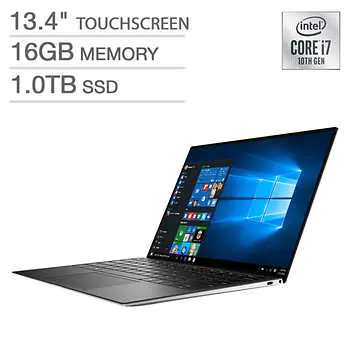 13.4" TOUCHSCREEN
16GB MEMORY
1.0TB SSD
intel
CORE i7
10TH GEN